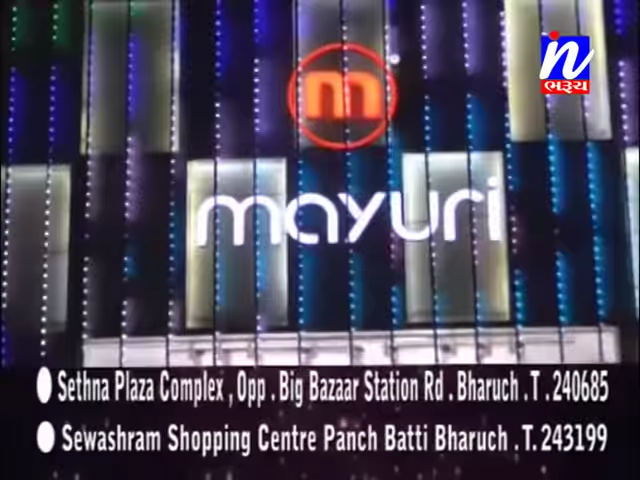 in
ભરૂચ
m
mayuri
Sethna Plaza Complex , Opp . Big Bazaar Station Rd . Bharuch . T . 240685
Sewashram Shopping Centre Panch Batti Bharuch . T. 243199